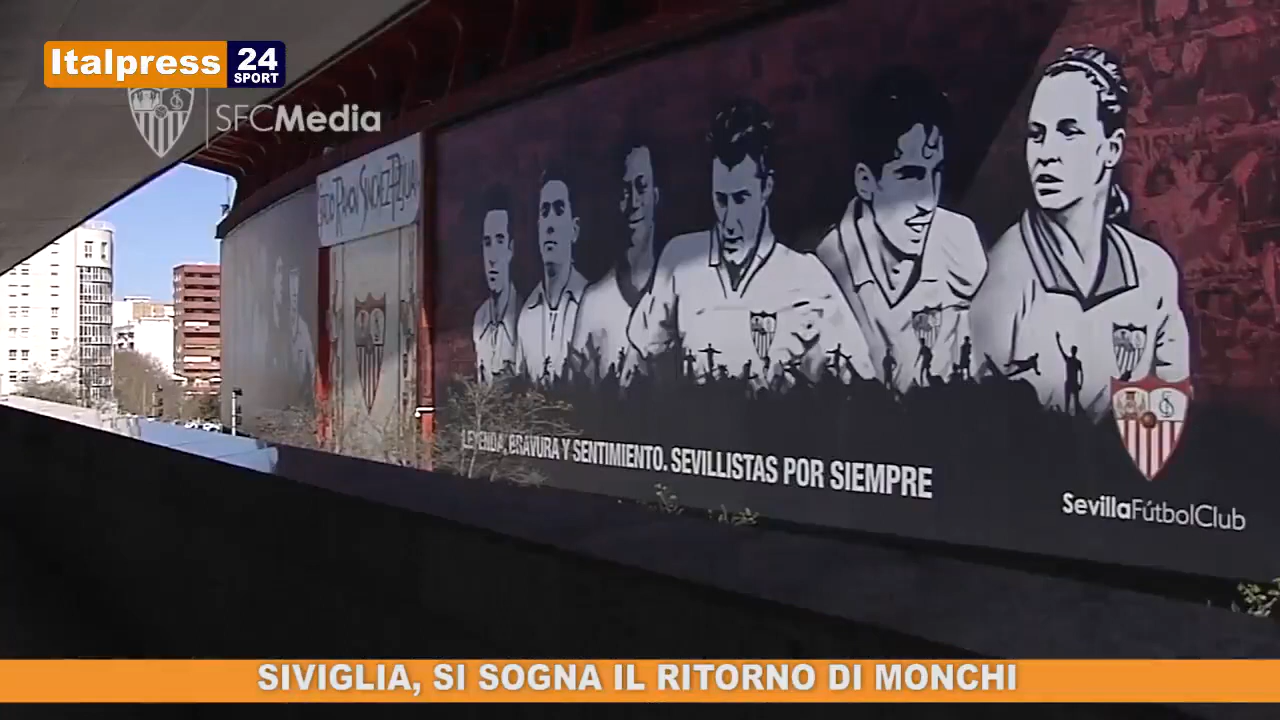 Italpress 24
SPORT
SFCMedia
ESTADIO RAMÓN SÁNCHEZ-PIZJUÁN
LEYENDA, BRAVURA Y SENTIMIENTO. SEVILLISTAS POR SIEMPRE
SevillaFútbolClub
SIVIGLIA, SI SOGNA IL RITORNO DI MONCHI